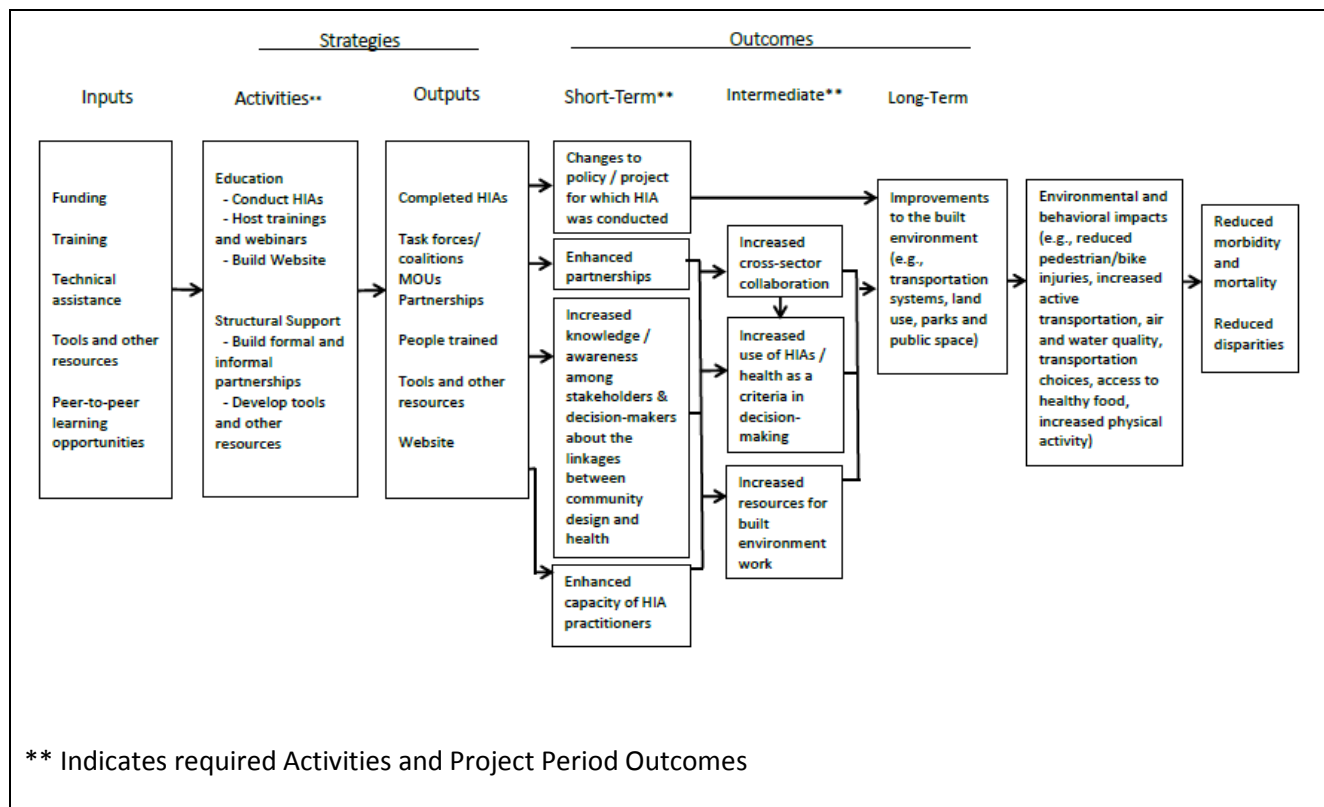 Strategies
Outcomes
Inputs
Activities**
Outputs
Short-Term**
Intermediate**
Long-Term
Funding
Training
Technical
assistance
Tools and other
resources
Peer-to-peer
learning
opportunities
Education
- Conduct HIAs
- Host trainings
and webinars
- Build Website
Structural Support
- Build formal and
informal
partnerships
- Develop tools
and other
resources
Completed HIAs
Task forces/
coalitions
MOUs
Partnerships
People trained
Tools and other
resources
Website
Changes to
policy / project
for which HIA
was conducted
Enhanced
partnerships
Increased
knowledge /
awareness
among
stakeholders &
decision-makers
about the
linkages
between
community
design and
health
Enhanced
capacity of HIA
practitioners
Increased
cross-sector
collaboration
Increased
use of HIAs /
health as a
criteria in
decision-
making
Increased
resources for
built
environment
work
Improvements
to the built
environment
(e.g.,
transportation
systems, land
use, parks and
public space)
Environmental and
behavioral impacts
(e.g., reduced
pedestrian/bike
injuries, increased
active
transportation, air
and water quality,
transportation
choices, access to
healthy food,
increased physical
activity)
Reduced
morbidity
and
mortality
Reduced
disparities
** Indicates required Activities and Project Period Outcomes